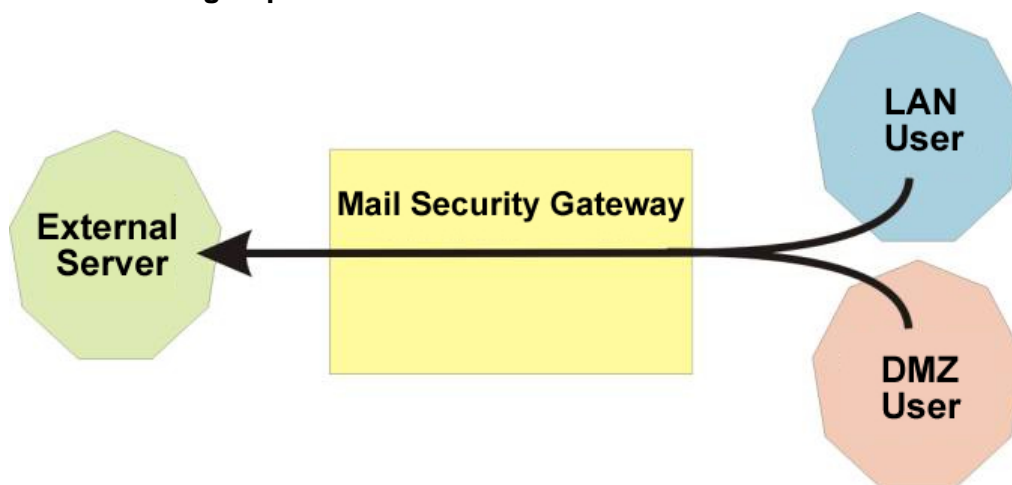 LAN
User
Mail Security Gateway
External
Server
DMZ
User